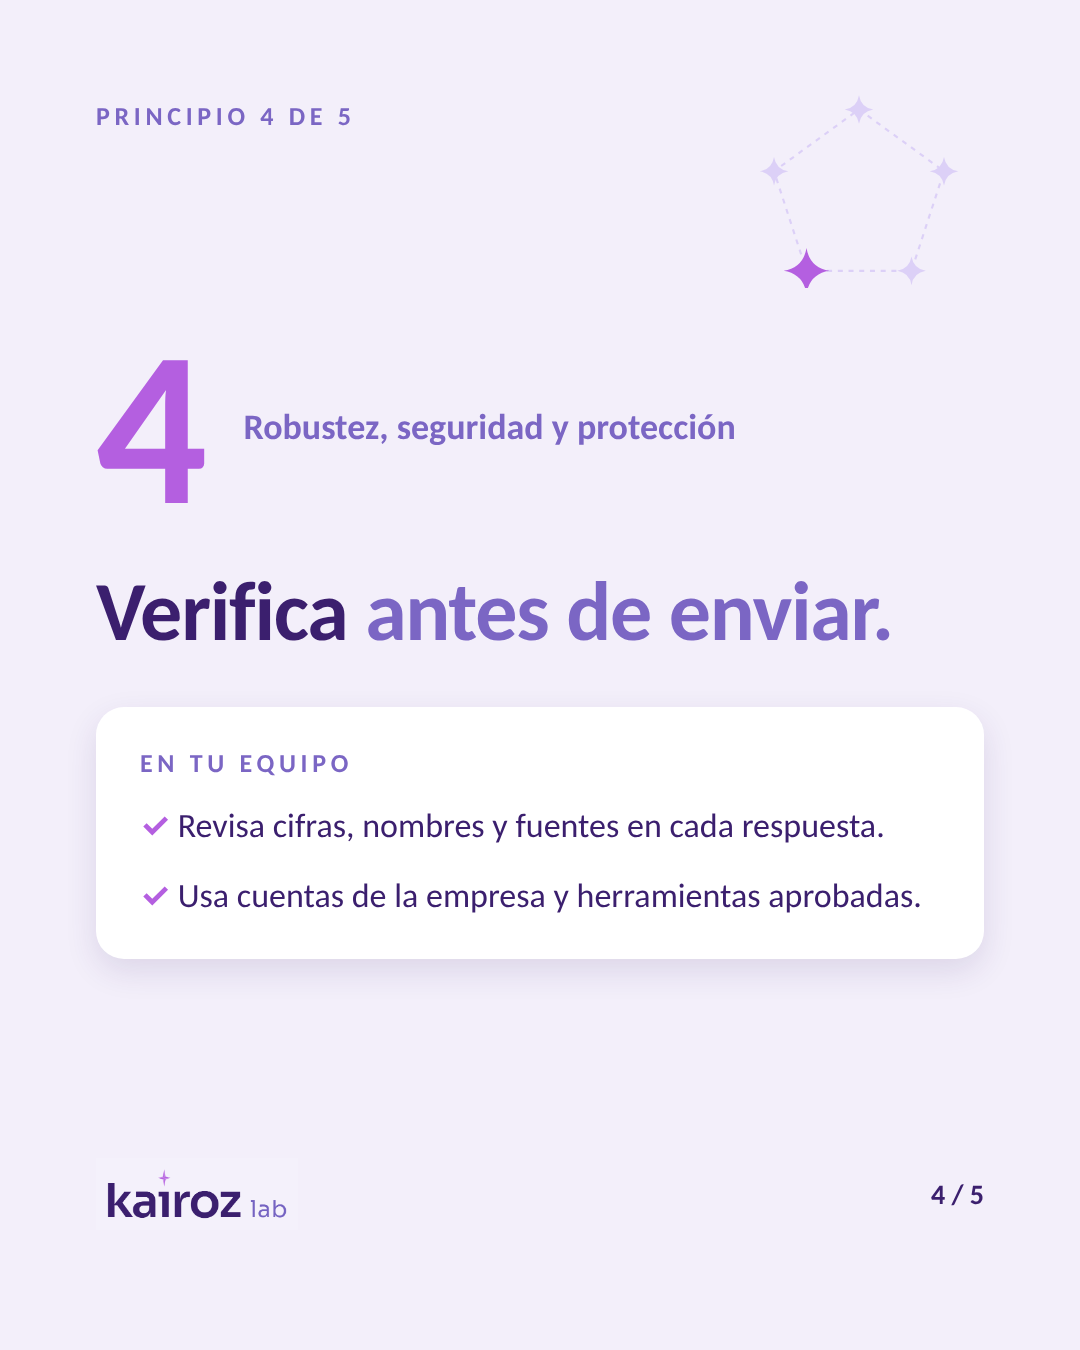 PRINCIPIO 4 DE 5
4
Robustez, seguridad y protección
Verifica antes de enviar.
EN TU EQUIPO
Revisa cifras, nombres y fuentes en cada respuesta.
Usa cuentas de la empresa y herramientas aprobadas.
kairoz lab
4 / 5